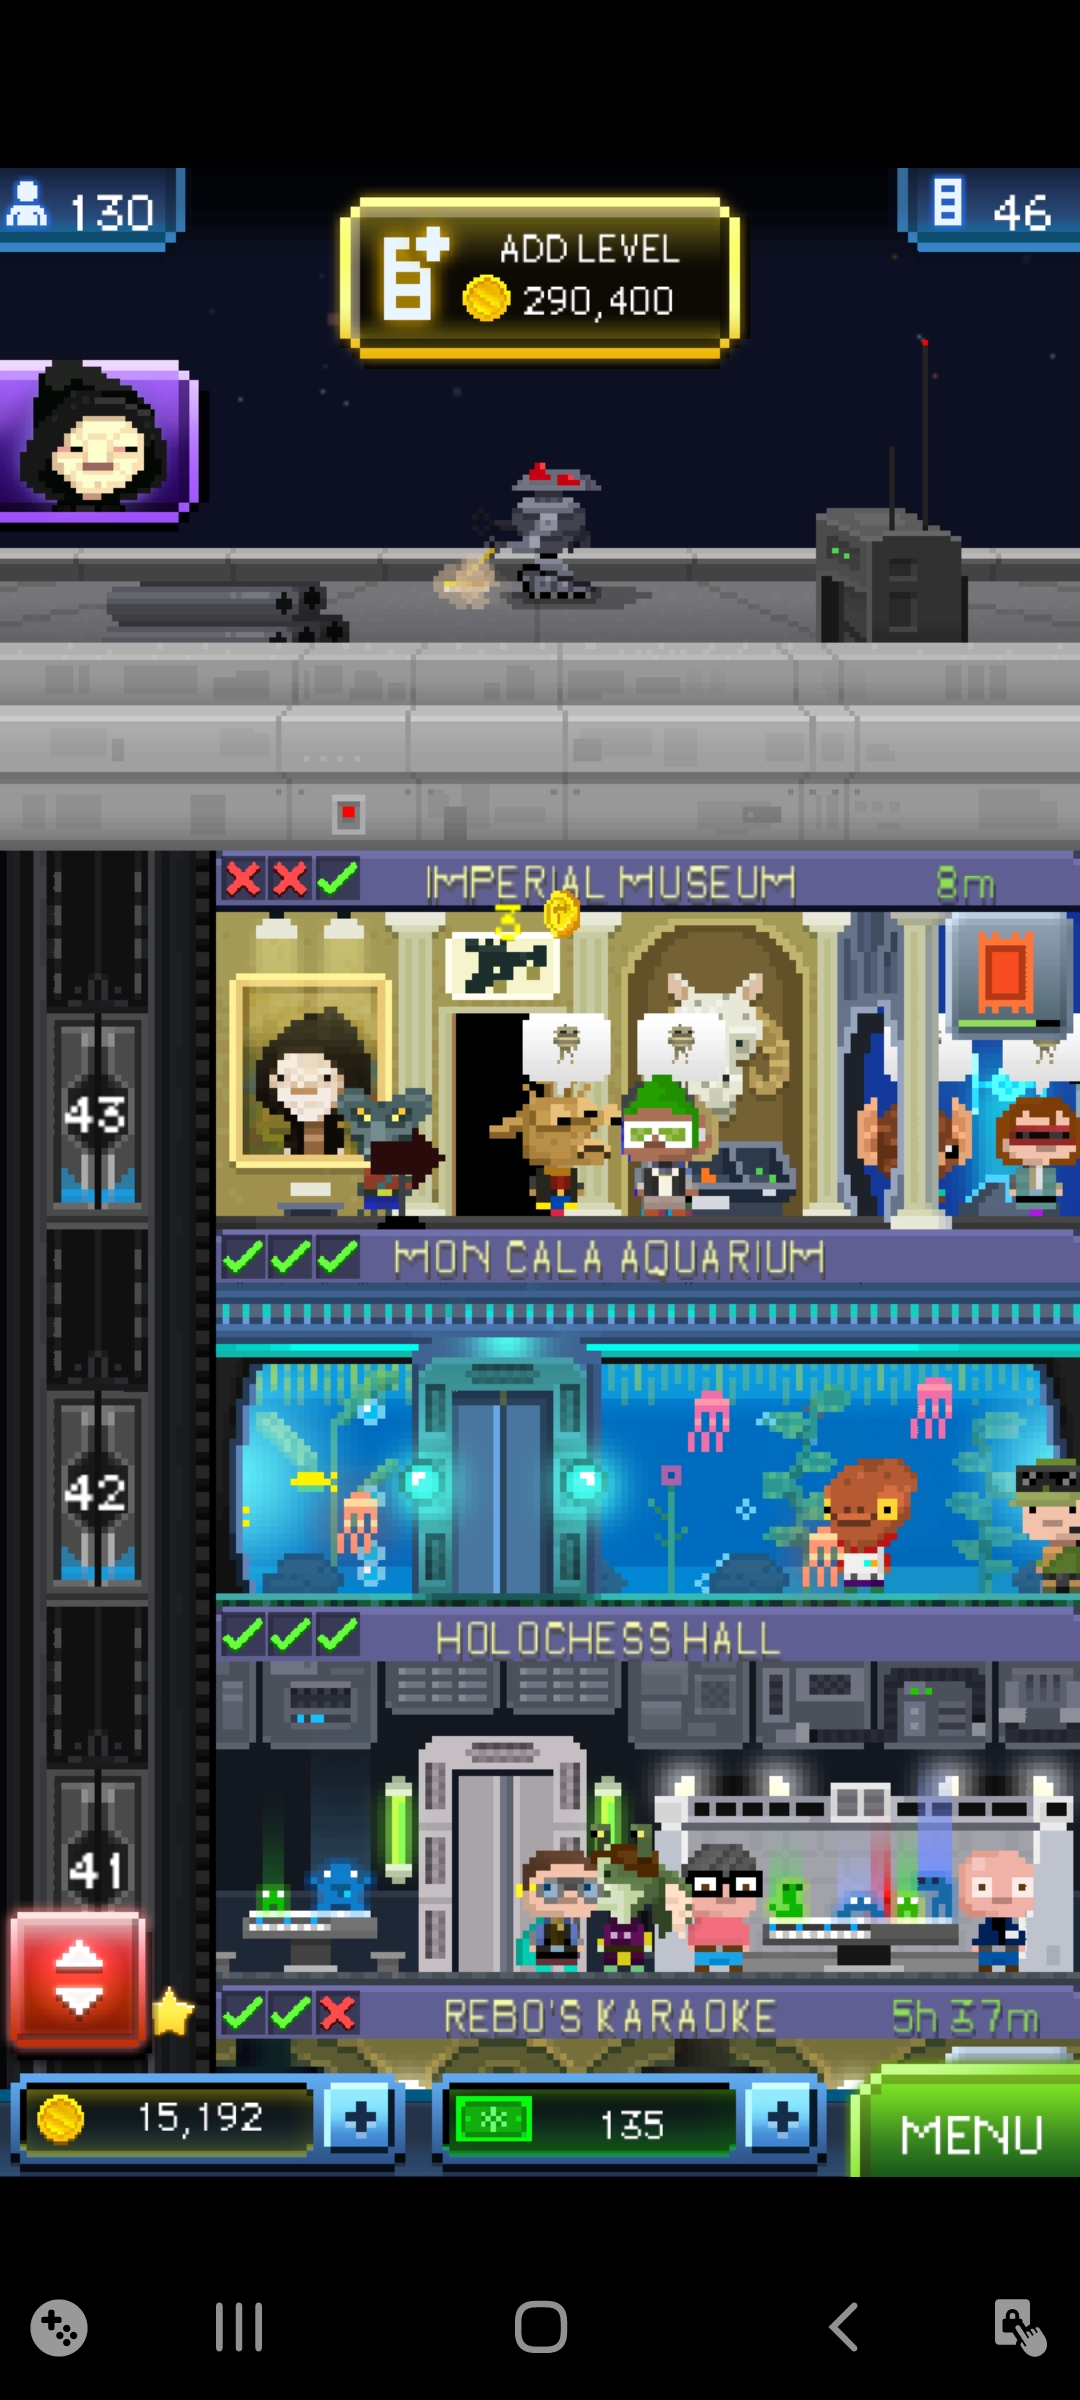 130
ADD LEVEL
290,400
46
IMPERIAL MUSEUM 8m
3
43
MON CALA AQUARIUM
42
HOLOCHESS HALL
41
REBO'S KARAOKE 5h 37m
15,192
135
MENU